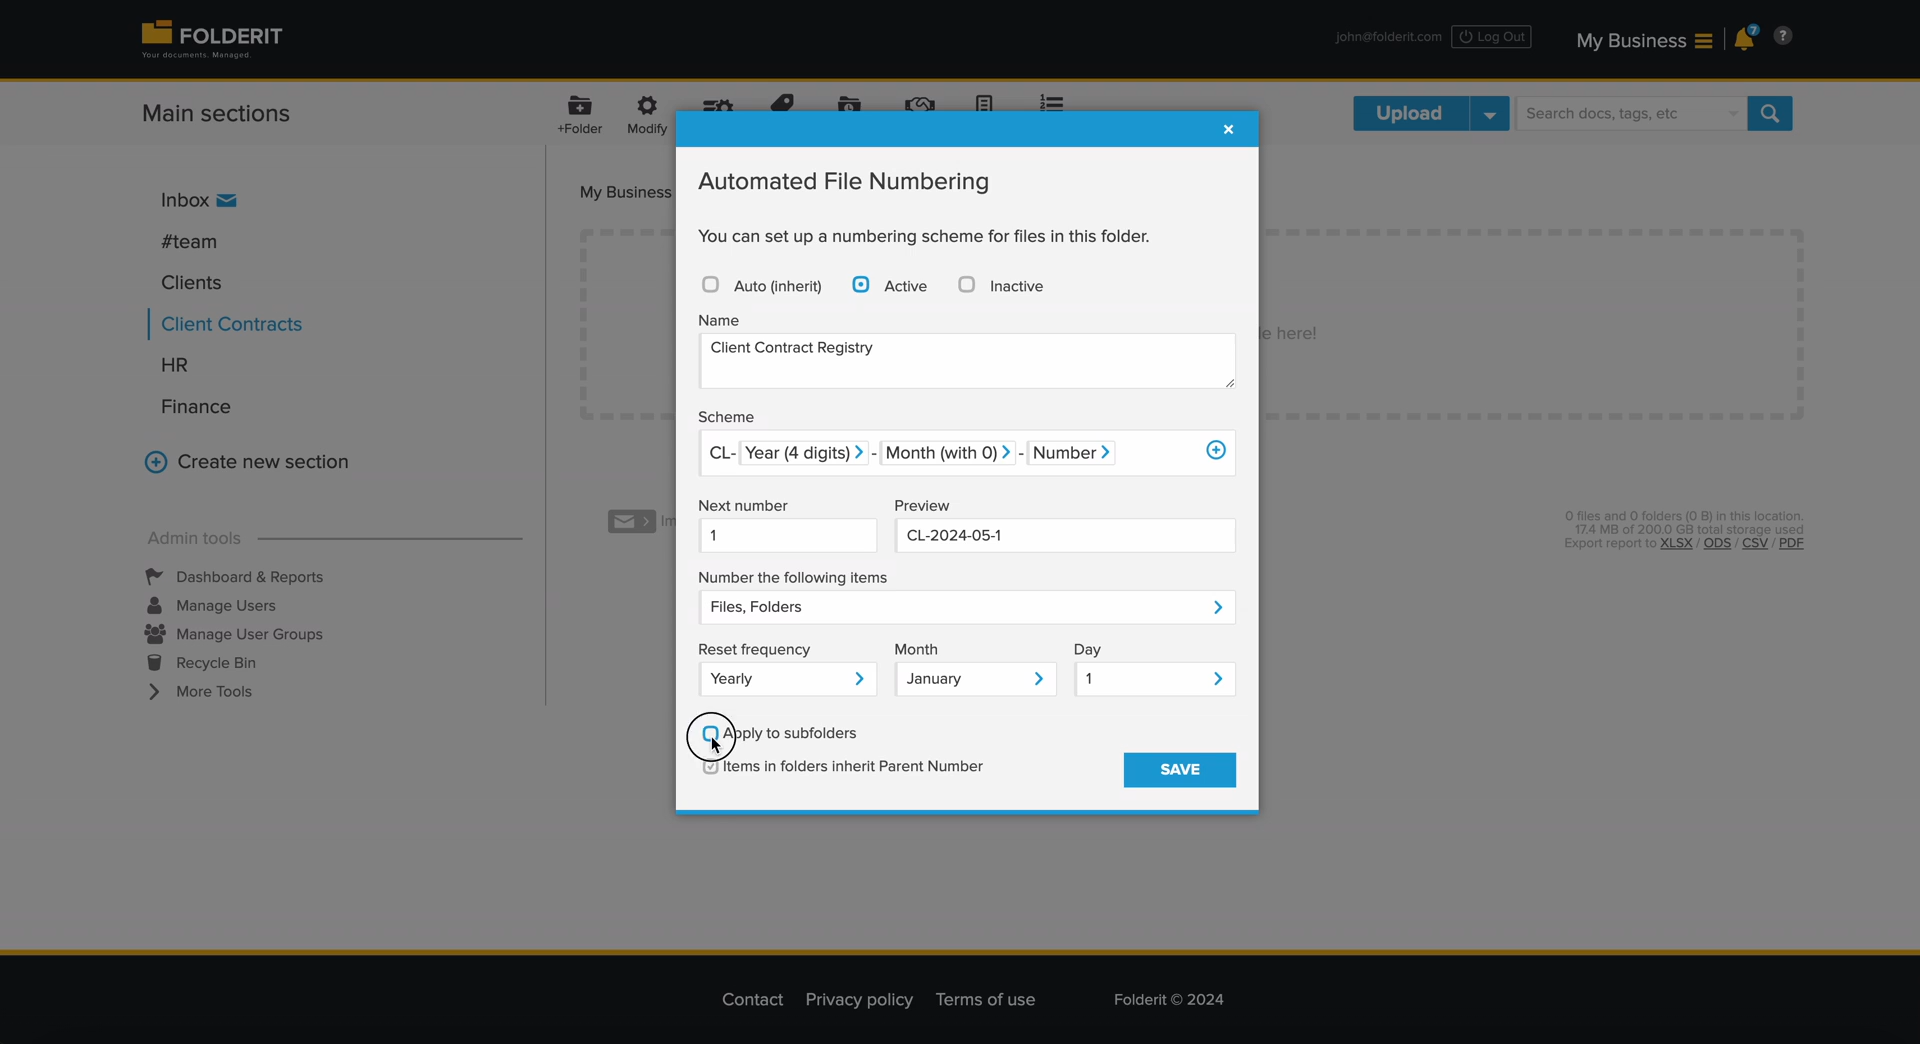 FOLDERIT
Your documents. Managed.
john@folderit.com
Log Out
My Business
7
?
Main sections
+Folder
Modify
Upload
Search docs, tags, etc
Inbox
#team
Clients
Client Contracts
HR
Finance
Create new section
Admin tools
Dashboard & Reports
Manage Users
Manage User Groups
Recycle Bin
More Tools
My Business
le here!
Im
0 files and 0 folders (0 B) in this location.
17.4 MB of 200.0 GB total storage used
Export report to XLSX / ODS / CSV / PDF
Automated File Numbering
You can set up a numbering scheme for files in this folder.
Auto (inherit)
Active
Inactive
Name
Client Contract Registry
Scheme
CL- Year (4 digits) - Month (with 0) - Number
Next number
Preview
1
CL-2024-05-1
Number the following items
Files, Folders
Reset frequency
Month
Day
Yearly
January
1
Apply to subfolders
Items in folders inherit Parent Number
SAVE
Contact
Privacy policy
Terms of use
Folderit © 2024